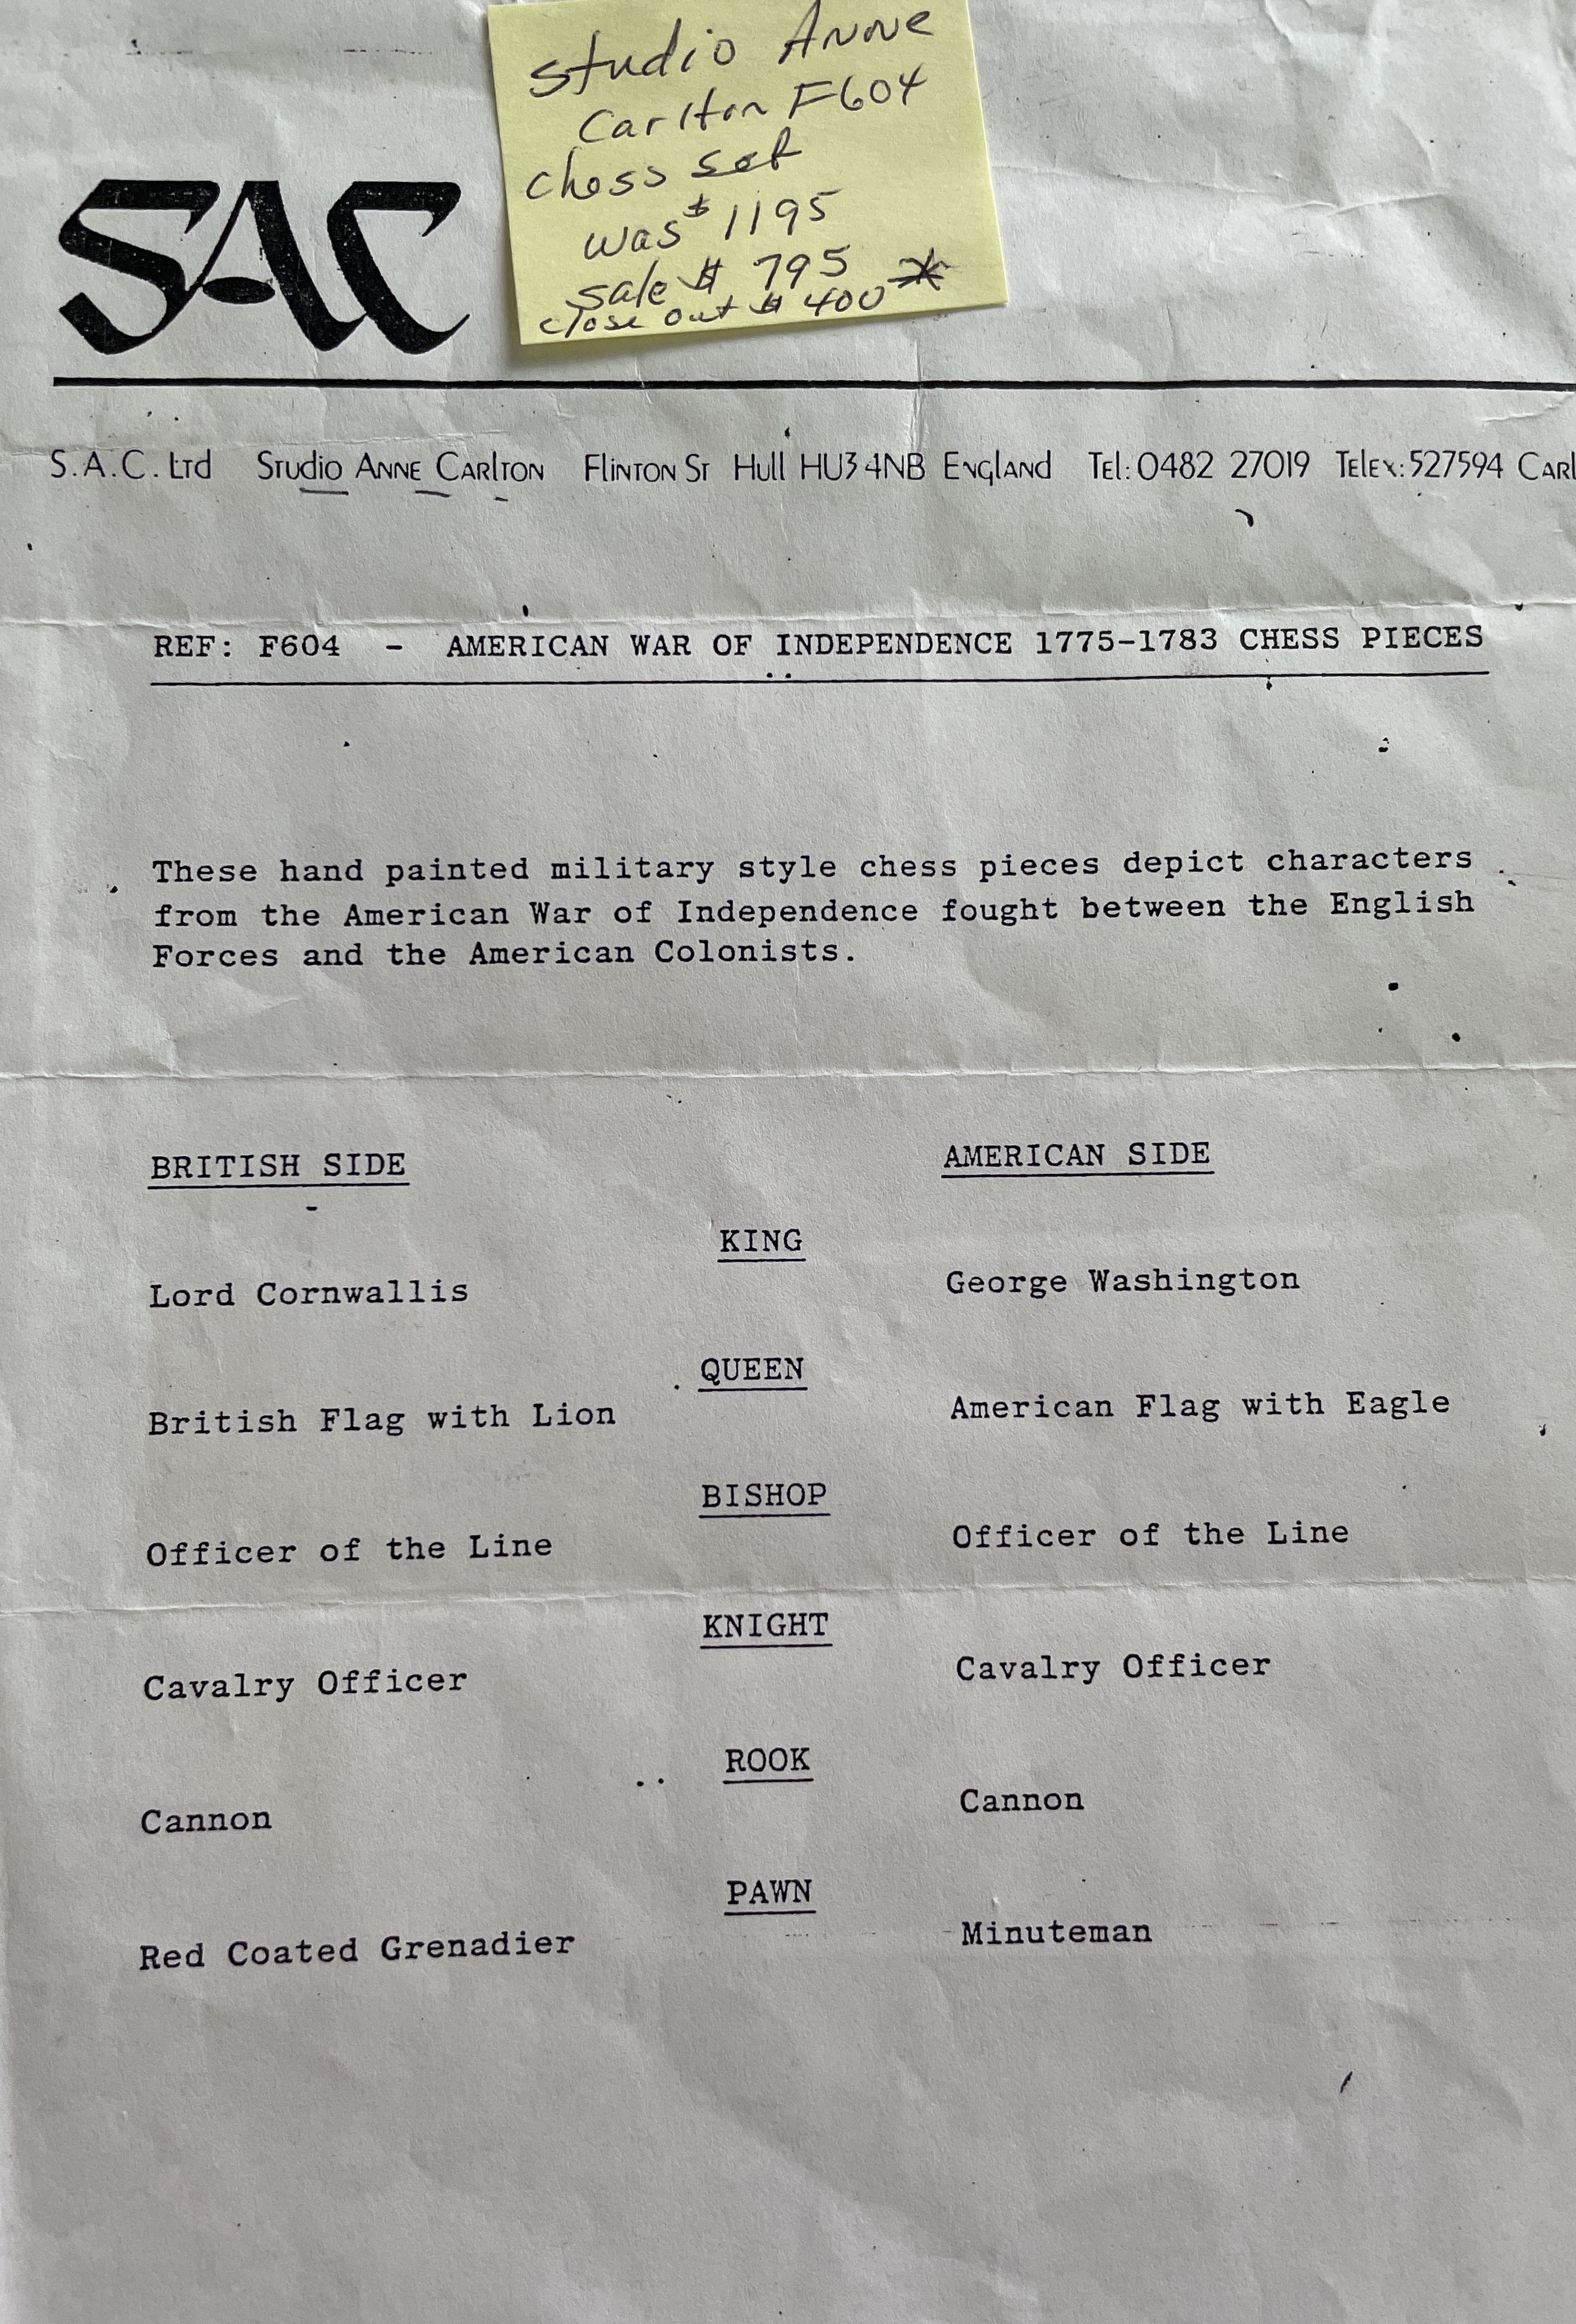 Studio Anne
Carlton F604
chess set
was $1195
sale $ 795
close out $ 400 *
SAC
S.A.C. Ltd Studio Anne Carlton Flinton St Hull HU3 4NB England Tel: 0482 27019 Telex: 527594 Carl
REF: F604 - AMERICAN WAR OF INDEPENDENCE 1775-1783 CHESS PIECES
These hand painted military style chess pieces depict characters
from the American War of Independence fought between the English
Forces and the American Colonists.
BRITISH SIDE AMERICAN SIDE
KING
Lord Cornwallis George Washington
QUEEN
British Flag with Lion American Flag with Eagle
BISHOP
Officer of the Line Officer of the Line
KNIGHT
Cavalry Officer Cavalry Officer
ROOK
Cannon Cannon
PAWN
Red Coated Grenadier Minuteman